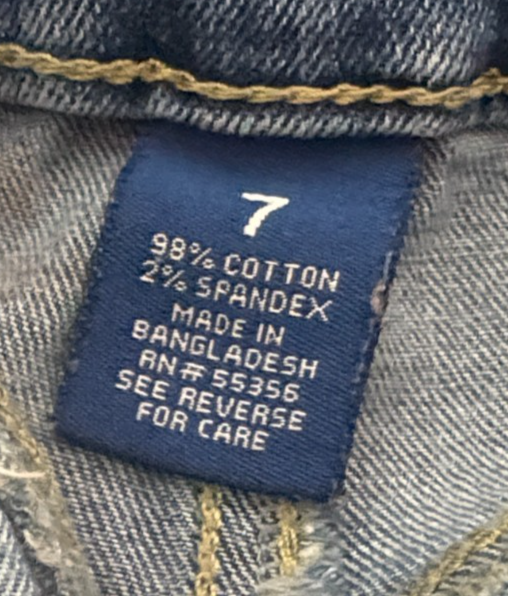 7
98% COTTON
2% SPANDEX
MADE IN
BANGLADESH
RN#55356
SEE REVERSE
FOR CARE